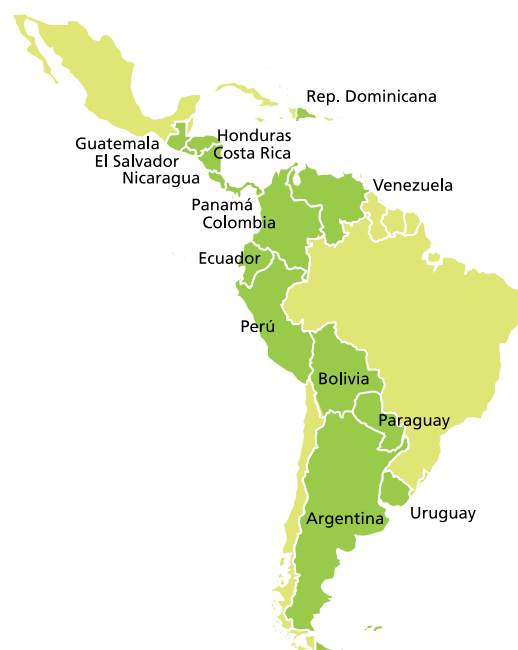 Rep. Dominicana
Guatemala
Honduras
El Salvador
Costa Rica
Nicaragua
Venezuela
Panamá
Colombia
Ecuador
Perú
Bolivia
Paraguay
Argentina
Uruguay